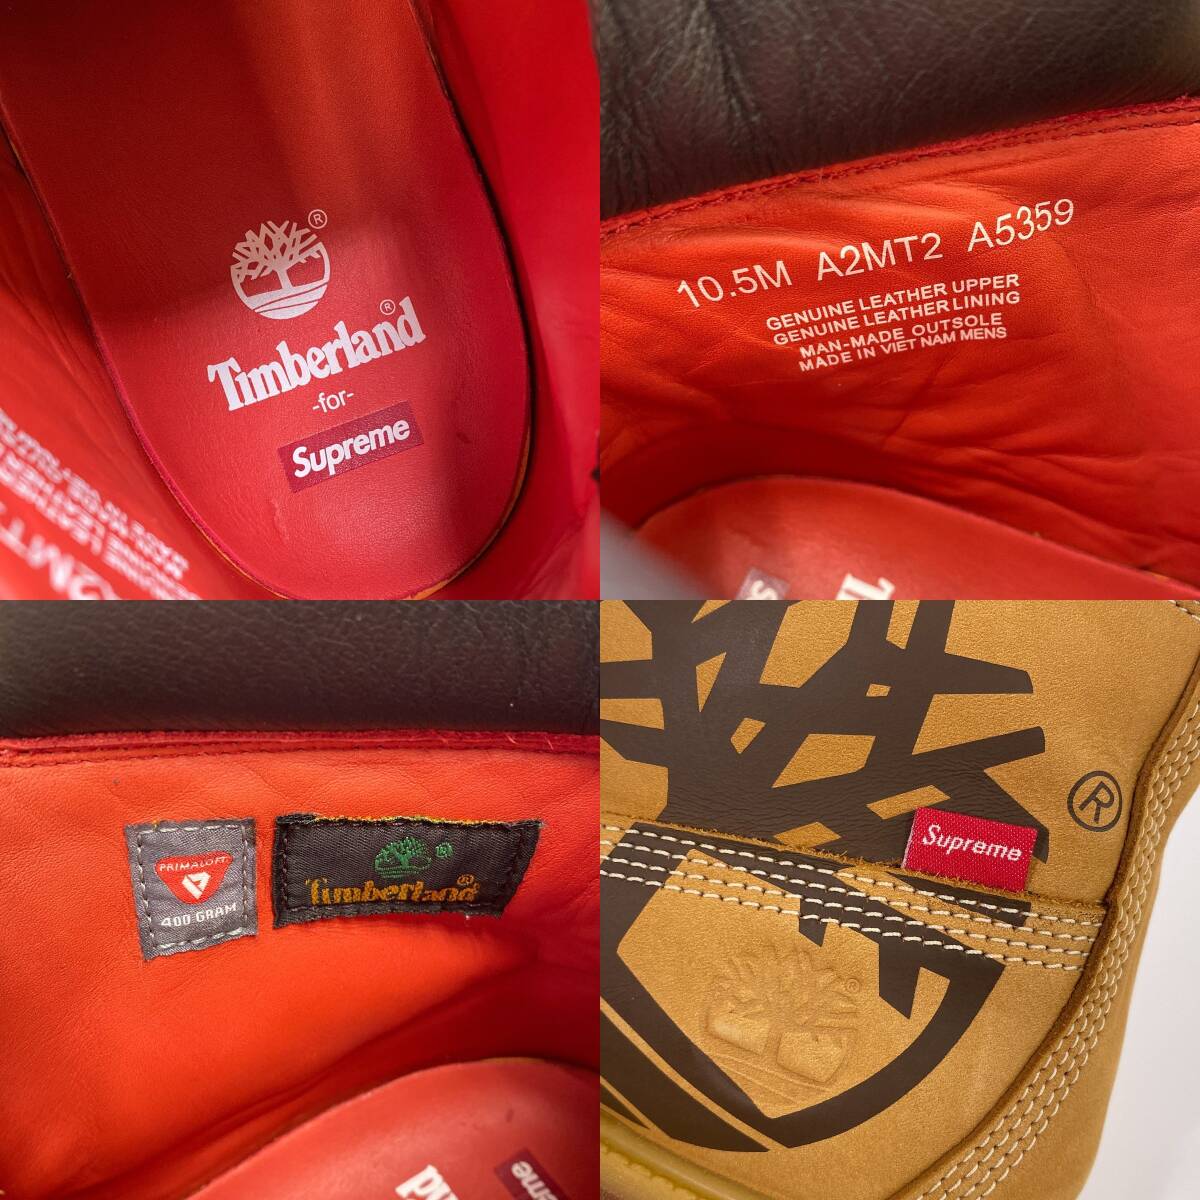 ®
Timberland®
-for-
Supreme
10.5M A2MT2 A5359
GENUINE LEATHER UPPER
GENUINE LEATHER LINING
MAN-MADE OUTSOLE
MADE IN VIET NAM MENS
PRIMALOFT
400 GRAM
®
Timberland®
Supreme
®
Supreme